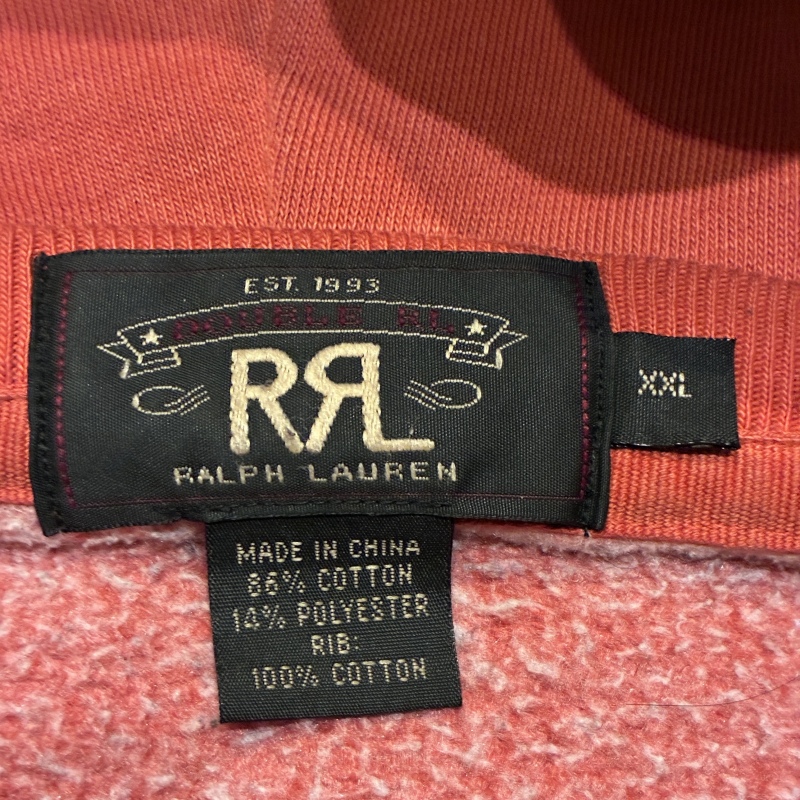 EST. 1993
DOUBLE RL
RRL
RALPH LAUREN
XXL
MADE IN CHINA
86% COTTON
14% POLYESTER
RIB:
100% COTTON